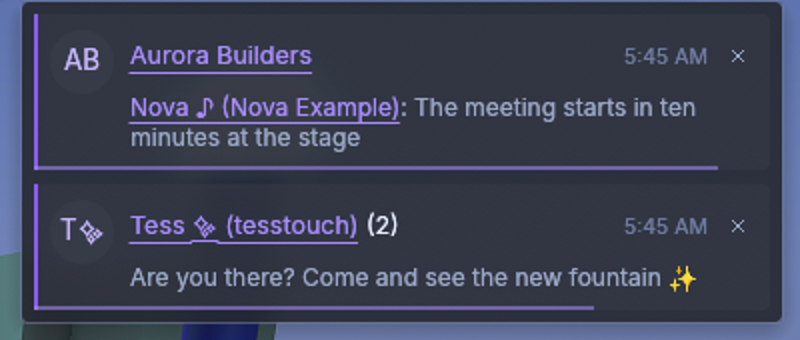 AB Aurora Builders 5:45 AM ×
Nova ♪ (Nova Example): The meeting starts in ten
minutes at the stage
T Tess (tesstouch) (2) 5:45 AM ×
Are you there? Come and see the new fountain ✨